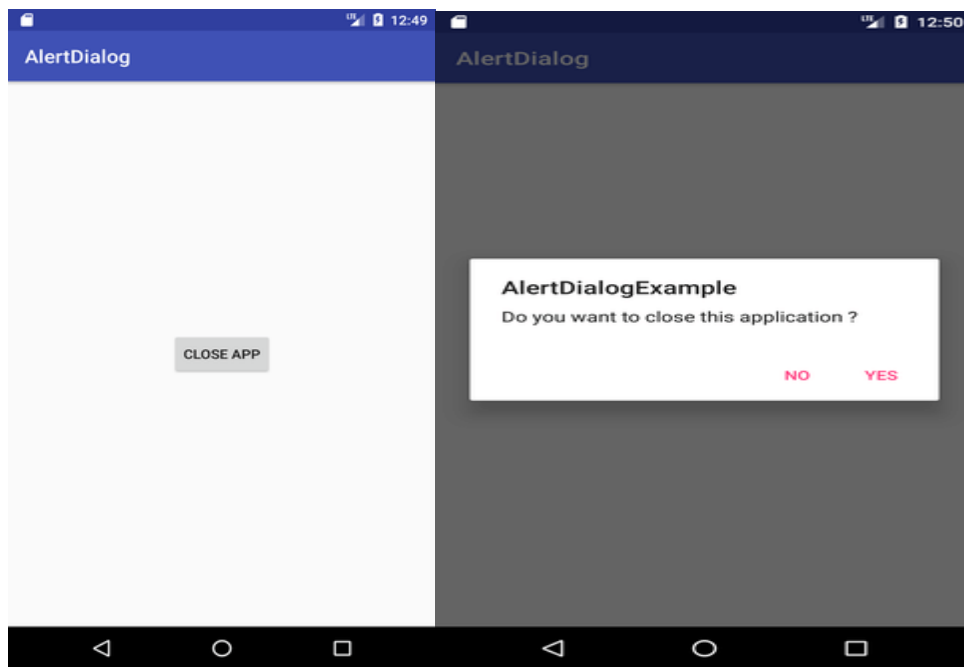 12:49
AlertDialog
CLOSE APP
12:50
AlertDialog
AlertDialogExample
Do you want to close this application ?
NO YES